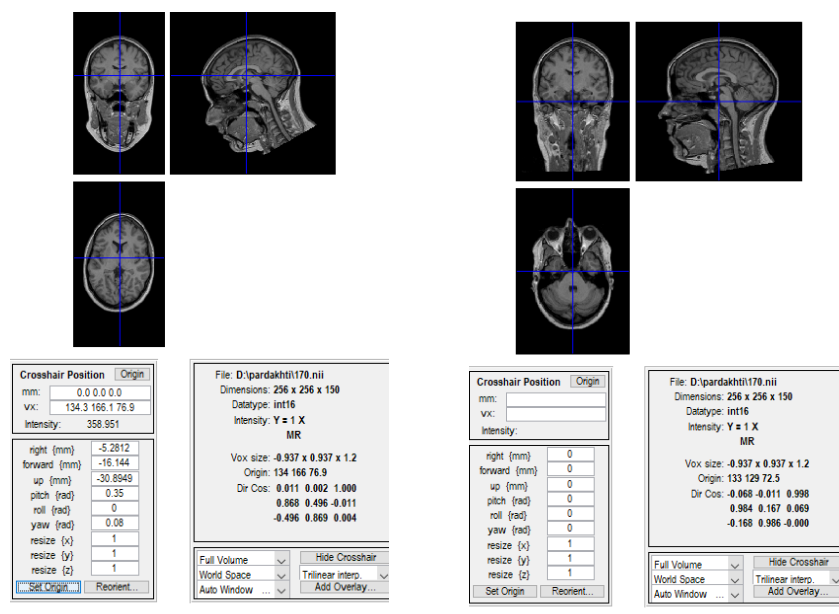 Crosshair Position Origin
mm: 0.0 0.0 0.0
vx: 134.3 166.1 76.9
Intensity: 358.951
right {mm} -5.2812
forward {mm} -16.144
up {mm} -30.8949
pitch {rad} 0.35
roll {rad} 0
yaw {rad} 0.08
resize {x} 1
resize {y} 1
resize {z} 1
Set Origin Reorient...
File: D:\pardakhti\170.nii
Dimensions: 256 x 256 x 150
Datatype: int16
Intensity: Y = 1 X
MR
Vox size: -0.937 x 0.937 x 1.2
Origin: 134 166 76.9
Dir Cos: 0.011 0.002 1.000
0.868 0.496 -0.011
-0.496 0.869 0.004
Full Volume Hide Crosshair
World Space Trilinear interp.
Auto Window ... Add Overlay...
Crosshair Position Origin
mm:
vx:
Intensity:
right {mm} 0
forward {mm} 0
up {mm} 0
pitch {rad} 0
roll {rad} 0
yaw {rad} 0
resize {x} 1
resize {y} 1
resize {z} 1
Set Origin Reorient...
File: D:\pardakhti\170.nii
Dimensions: 256 x 256 x 150
Datatype: int16
Intensity: Y = 1 X
MR
Vox size: -0.937 x 0.937 x 1.2
Origin: 133 129 72.5
Dir Cos: -0.068 -0.011 0.998
0.984 0.167 0.069
-0.168 0.986 -0.000
Full Volume Hide Crosshair
World Space Trilinear interp.
Auto Window ... Add Overlay...